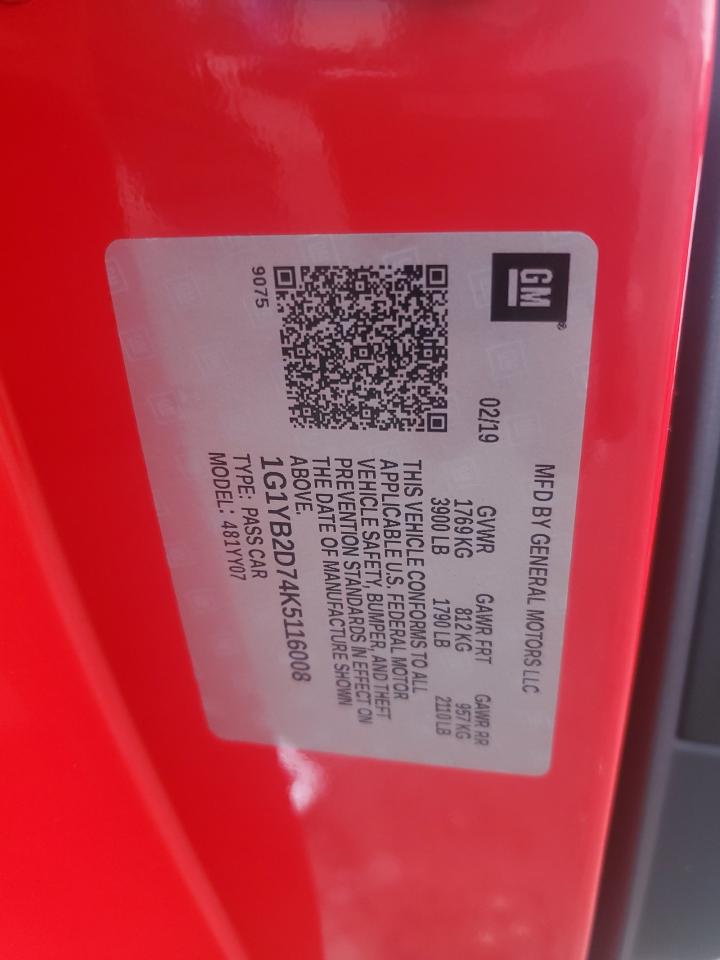 GM
®
MFD BY GENERAL MOTORS LLC
02/19 GVWR GAWR FRT GAWR RR
1769 KG 812 KG 957 KG
3900 LB 1790 LB 2110 LB
THIS VEHICLE CONFORMS TO ALL
APPLICABLE U.S. FEDERAL MOTOR
VEHICLE SAFETY, BUMPER, AND THEFT
PREVENTION STANDARDS IN EFFECT ON
THE DATE OF MANUFACTURE SHOWN
ABOVE.
1G1YB2D74K5116008
TYPE: PASS CAR
MODEL: 481YY07
9075